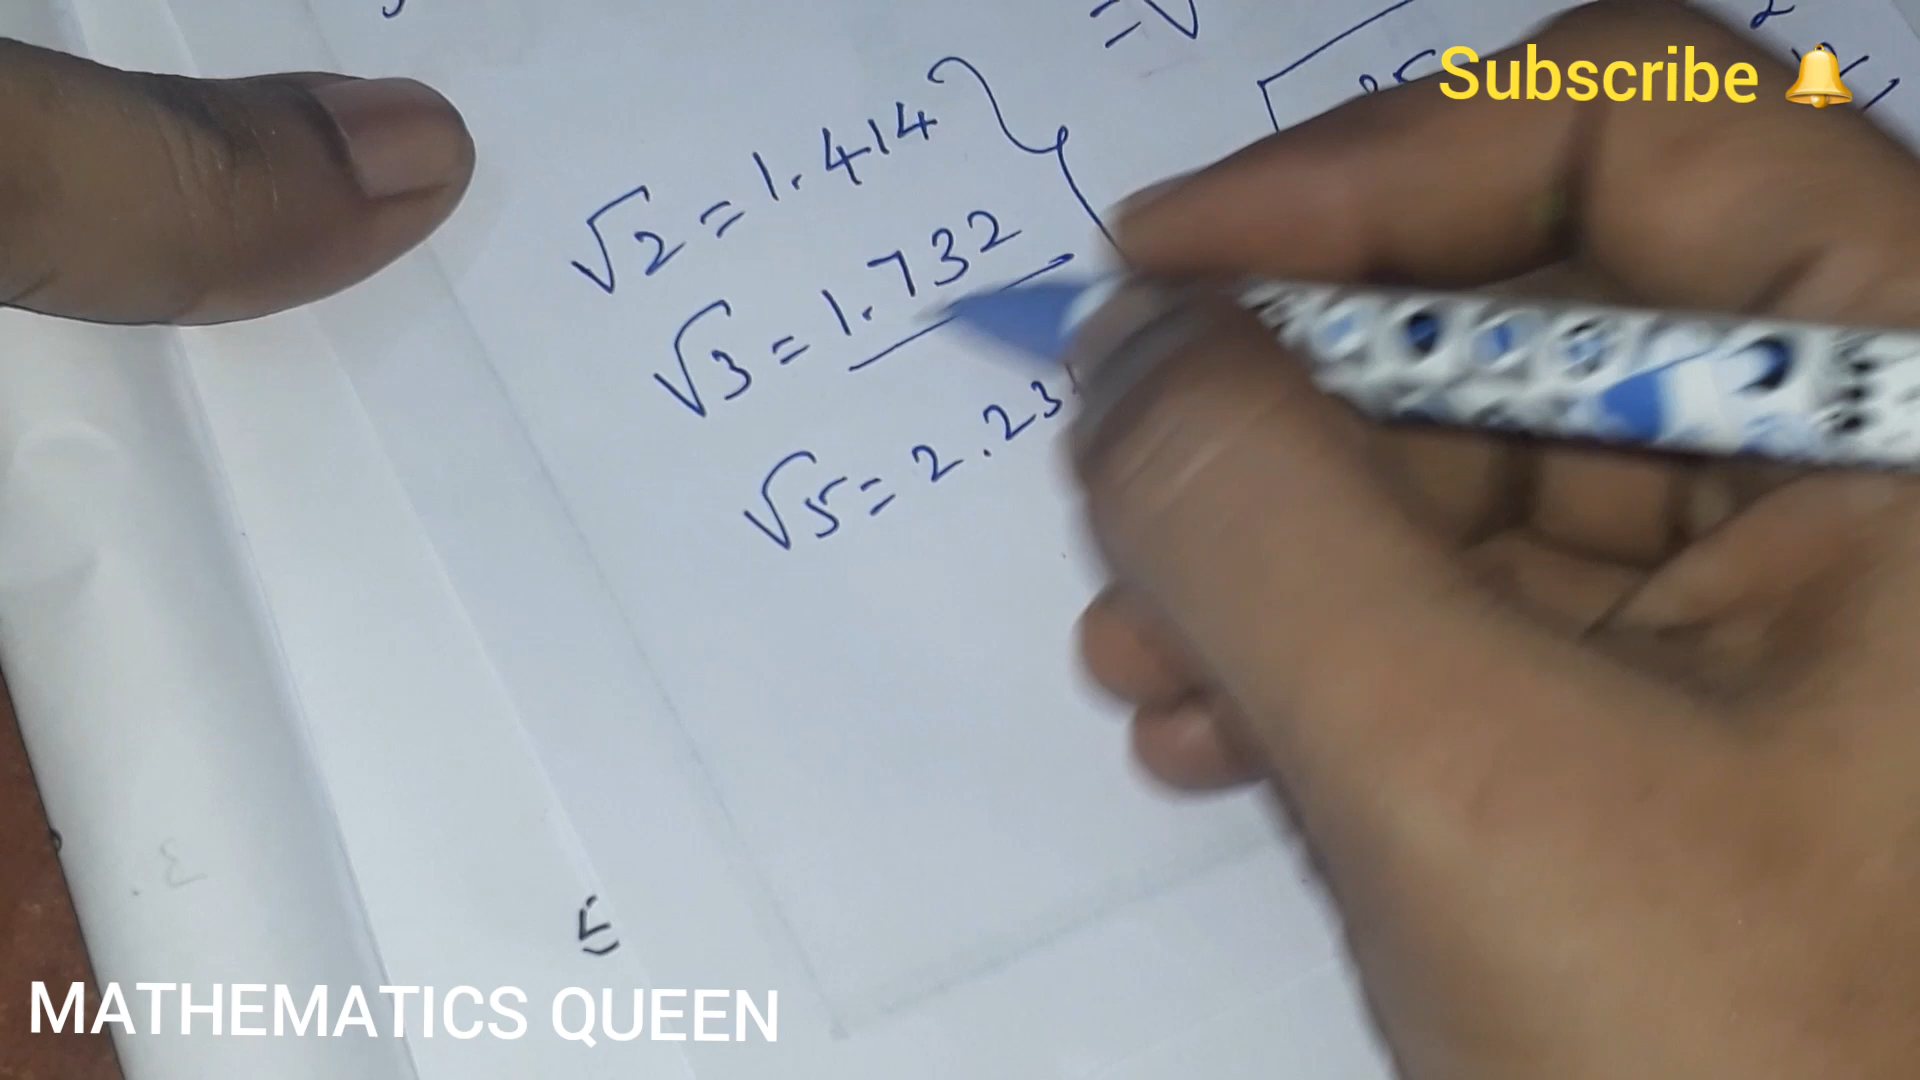 Subscribe 🔔
√2 = 1.414
√3 = 1.732
√5 = 2.23
MATHEMATICS QUEEN